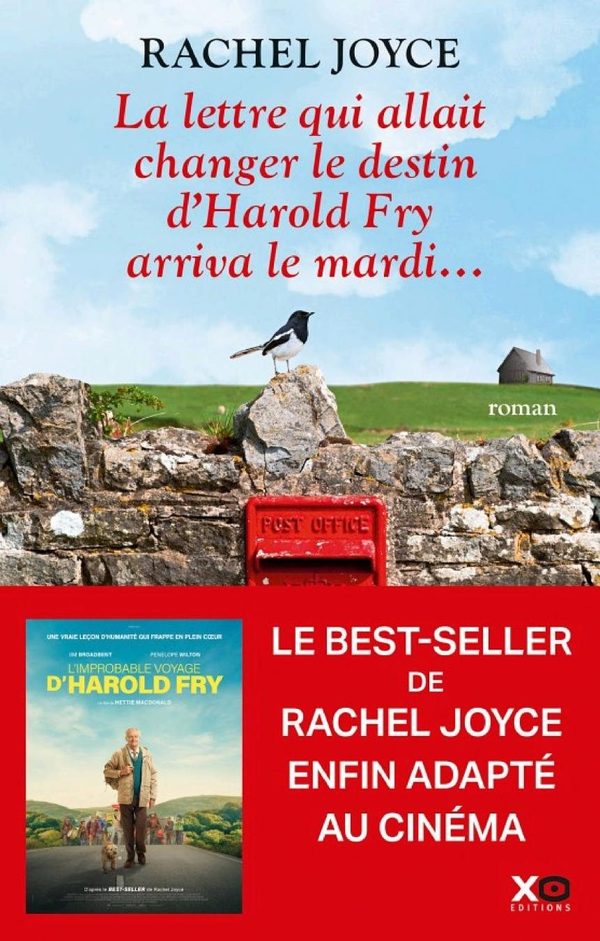 RACHEL JOYCE
La lettre qui allait
changer le destin
d'Harold Fry
arriva le mardi...
roman
POST OFFICE
UNE VRAIE LEÇON D'HUMANITÉ QUI FRAPPE EN PLEIN CŒUR
JIM BROADBENT PENELOPE WILTON
L'IMPROBABLE VOYAGE
D'HAROLD FRY
un film de HETTIE MACDONALD
D'après le BEST-SELLER de Rachel Joyce
LE BEST-SELLER
DE
RACHEL JOYCE
ENFIN ADAPTÉ
AU CINÉMA
XO
EDITIONS